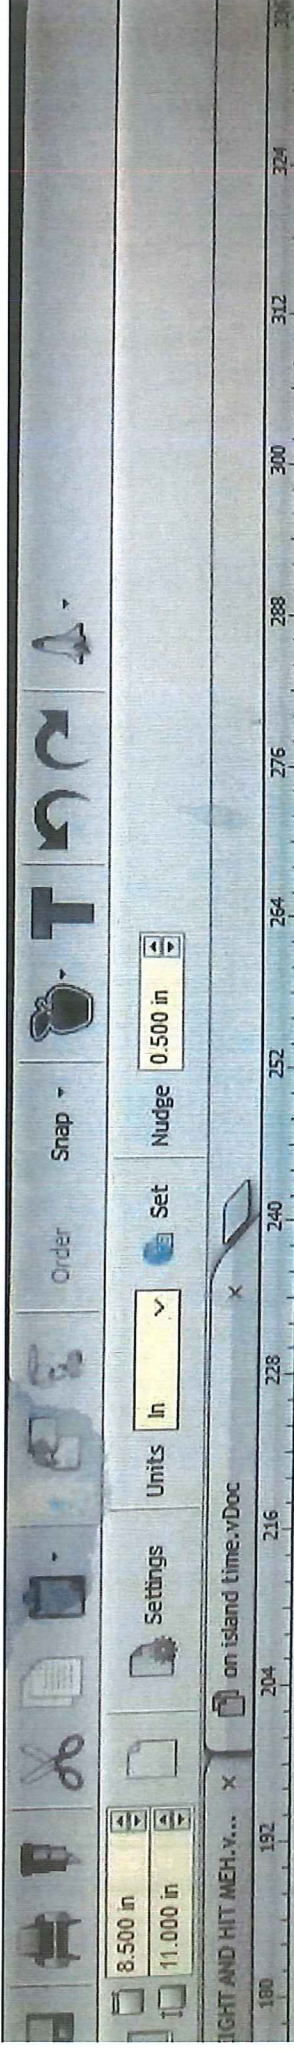 Order Snap T
8.500 in
11.000 in
Settings Units In Set Nudge 0.500 in
IGHT AND HIT MEH.v... × on island time.vDoc ×
180 192 204 216 228 240 252 264 276 288 300 312 324